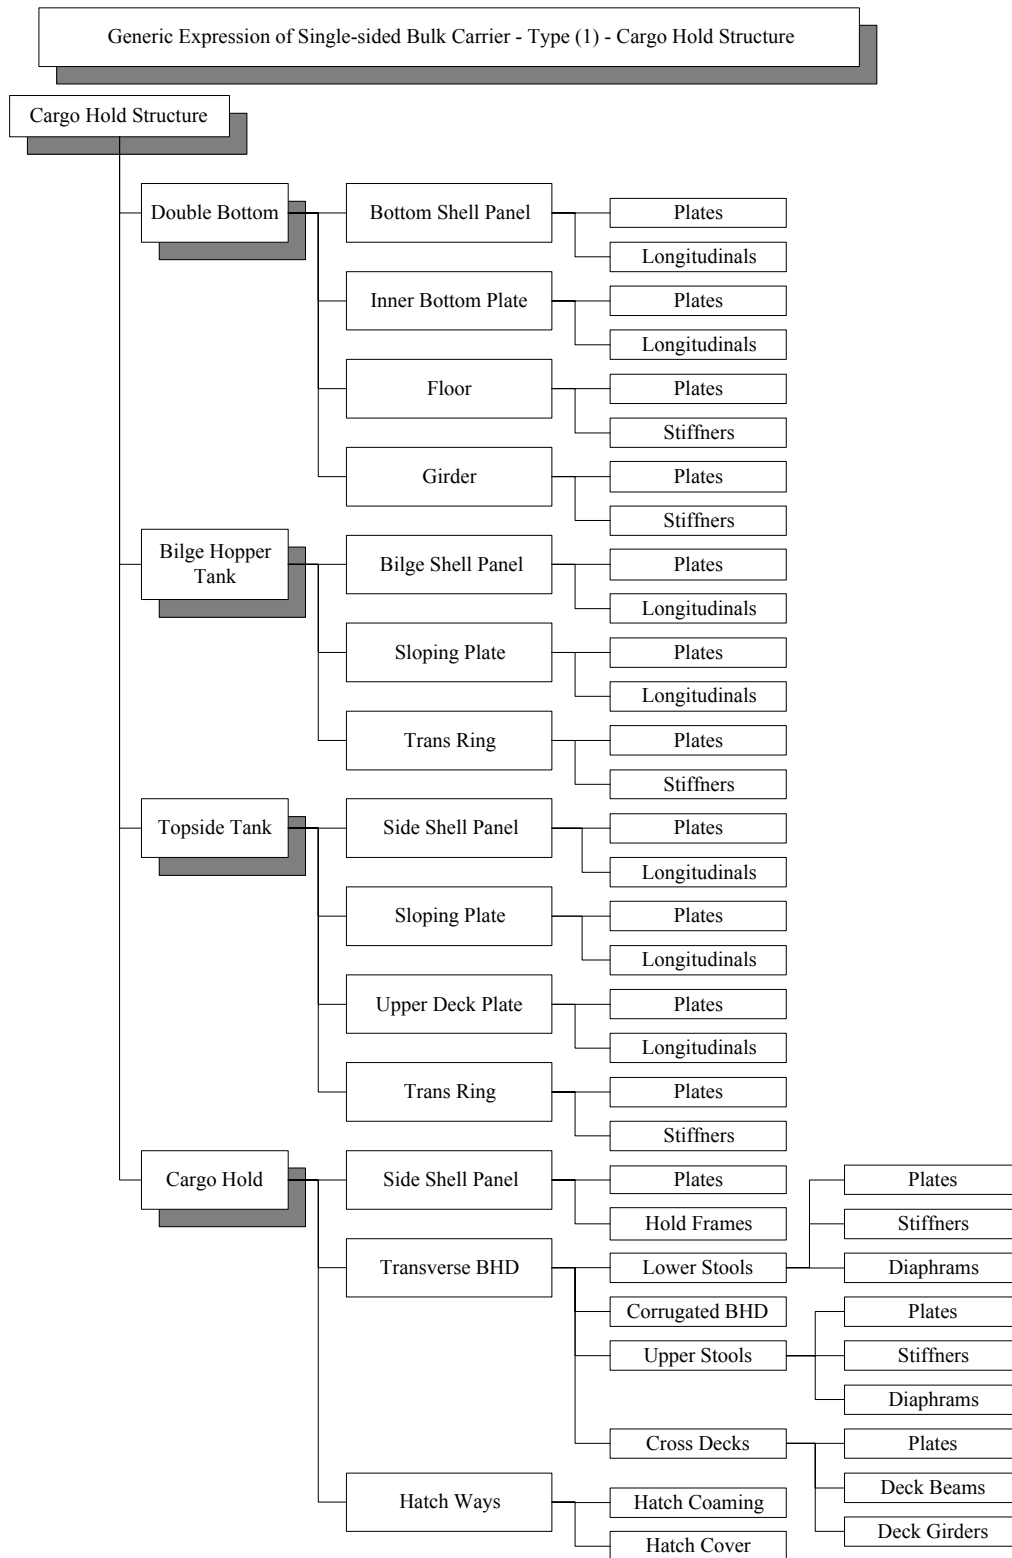 Generic Expression of Single-sided Bulk Carrier - Type (1) - Cargo Hold Structure
Cargo Hold Structure
Double Bottom
Bottom Shell Panel
Plates
Longitudinals
Inner Bottom Plate
Plates
Longitudinals
Floor
Plates
Stiffners
Girder
Plates
Stiffners
Bilge Hopper
Tank
Bilge Shell Panel
Plates
Longitudinals
Sloping Plate
Plates
Longitudinals
Trans Ring
Plates
Stiffners
Topside Tank
Side Shell Panel
Plates
Longitudinals
Sloping Plate
Plates
Longitudinals
Upper Deck Plate
Plates
Longitudinals
Trans Ring
Plates
Stiffners
Cargo Hold
Side Shell Panel
Plates
Hold Frames
Transverse BHD
Lower Stools
Plates
Stiffners
Diaphrams
Corrugated BHD
Upper Stools
Plates
Stiffners
Diaphrams
Cross Decks
Plates
Deck Beams
Deck Girders
Hatch Ways
Hatch Coaming
Hatch Cover